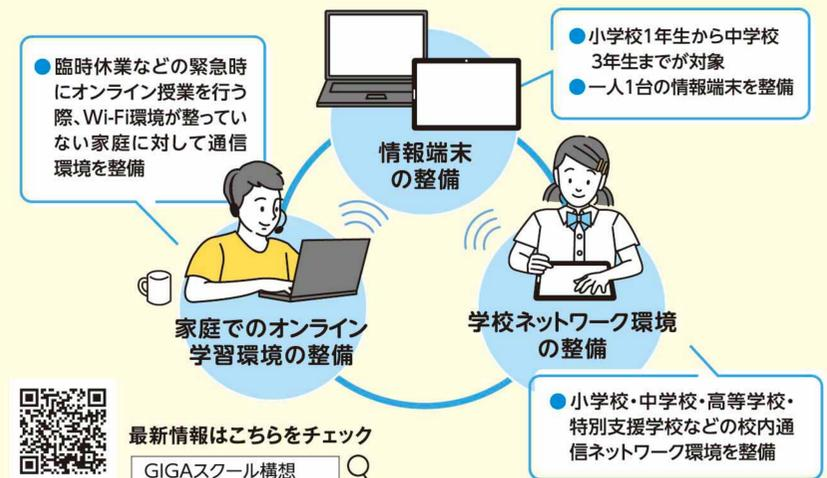 ●小学校1年生から中学校
3年生までが対象
●一人1台の情報端末を整備
●臨時休業などの緊急時
にオンライン授業を行う
際、Wi-Fi環境が整ってい
ない家庭に対して通信
環境を整備
情報端末
の整備
家庭でのオンライン
学習環境の整備
学校ネットワーク環境
の整備
●小学校・中学校・高等学校・
特別支援学校などの校内通
信ネットワーク環境を整備
最新情報はこちらをチェック
GIGAスクール構想